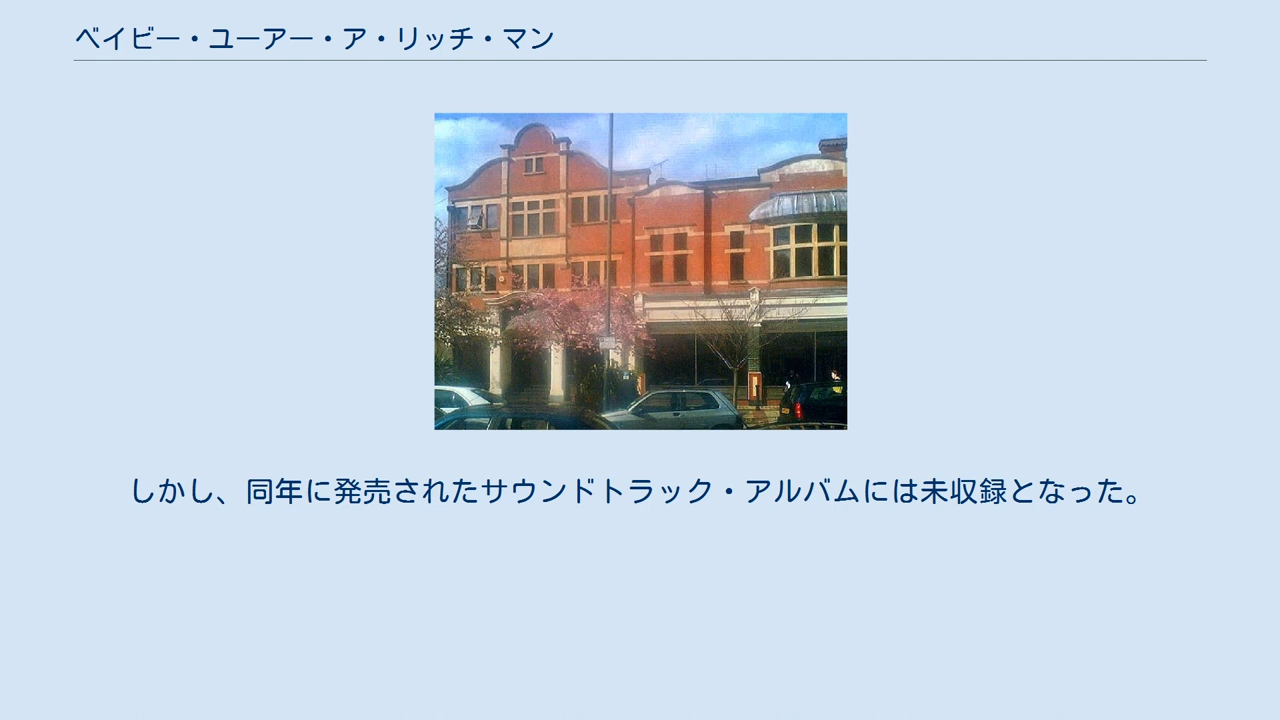 ベイビー・ユーアー・ア・リッチ・マン
しかし、同年に発売されたサウンドトラック・アルバムには未収録となった。